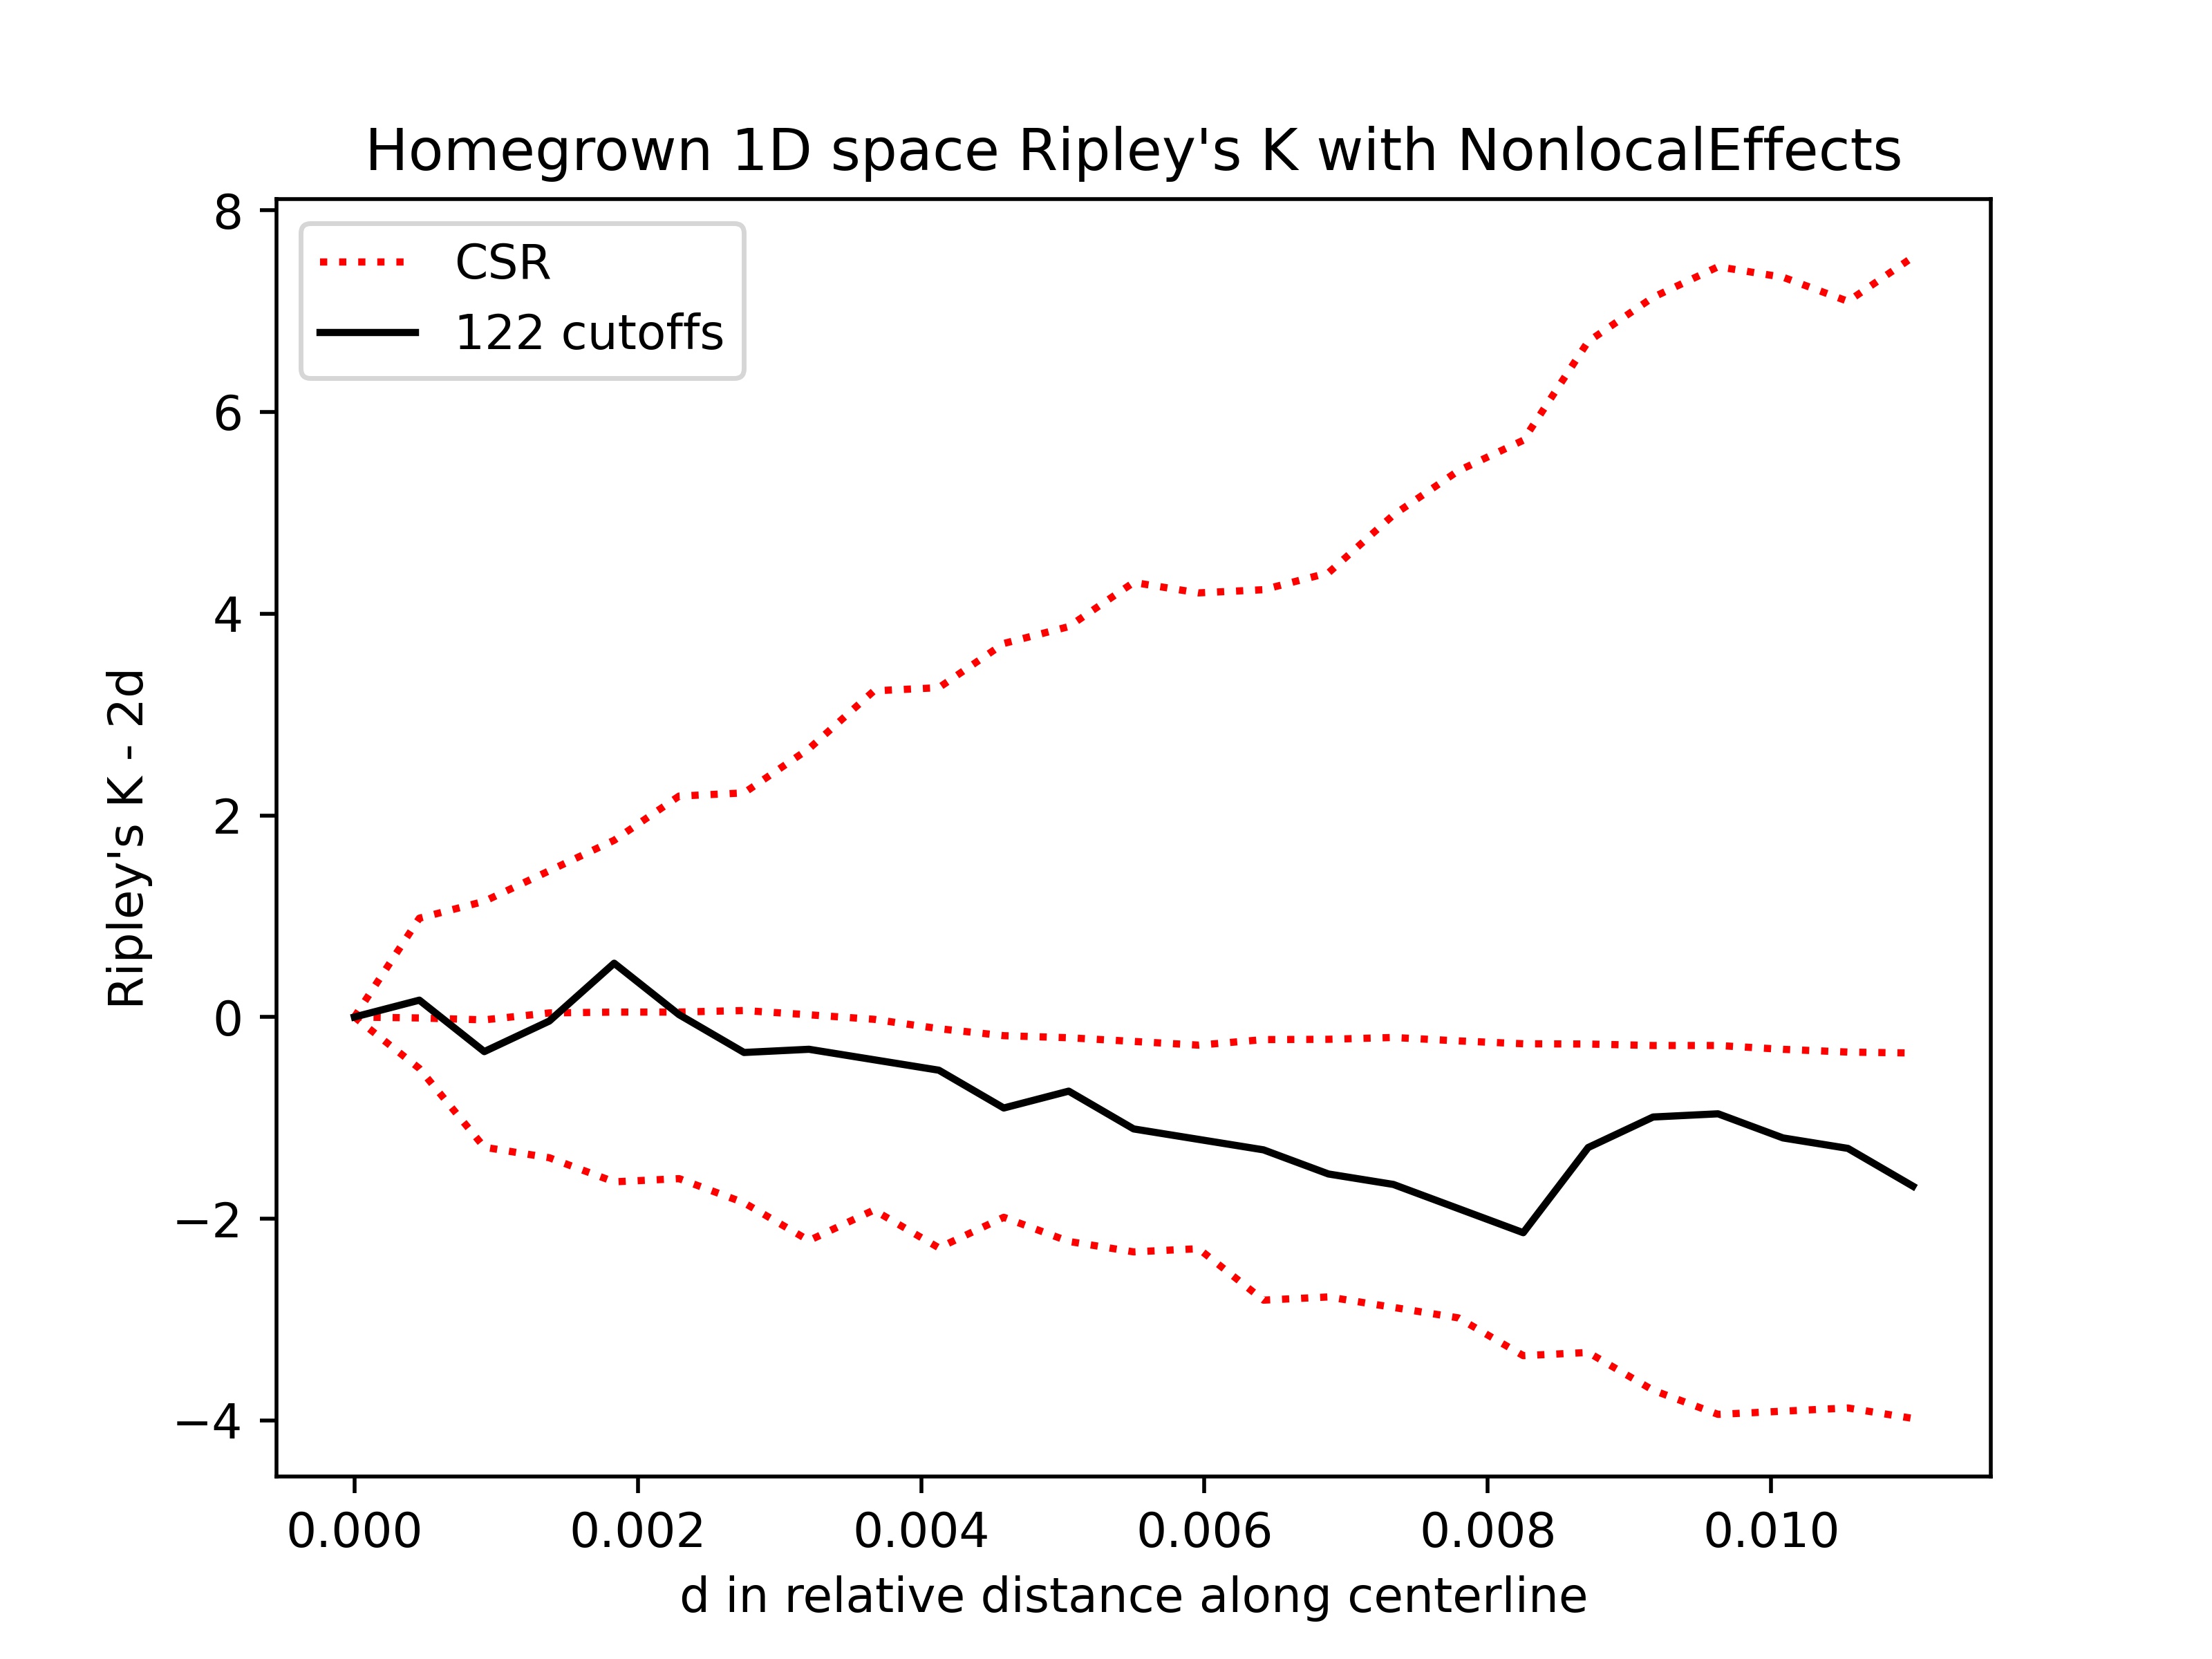 Homegrown 1D space Ripley's K with NonlocalEffects
CSR
122 cutoffs
Ripley's K - 2d
8
6
4
2
0
−2
−4
0.000 0.002 0.004 0.006 0.008 0.010
d in relative distance along centerline